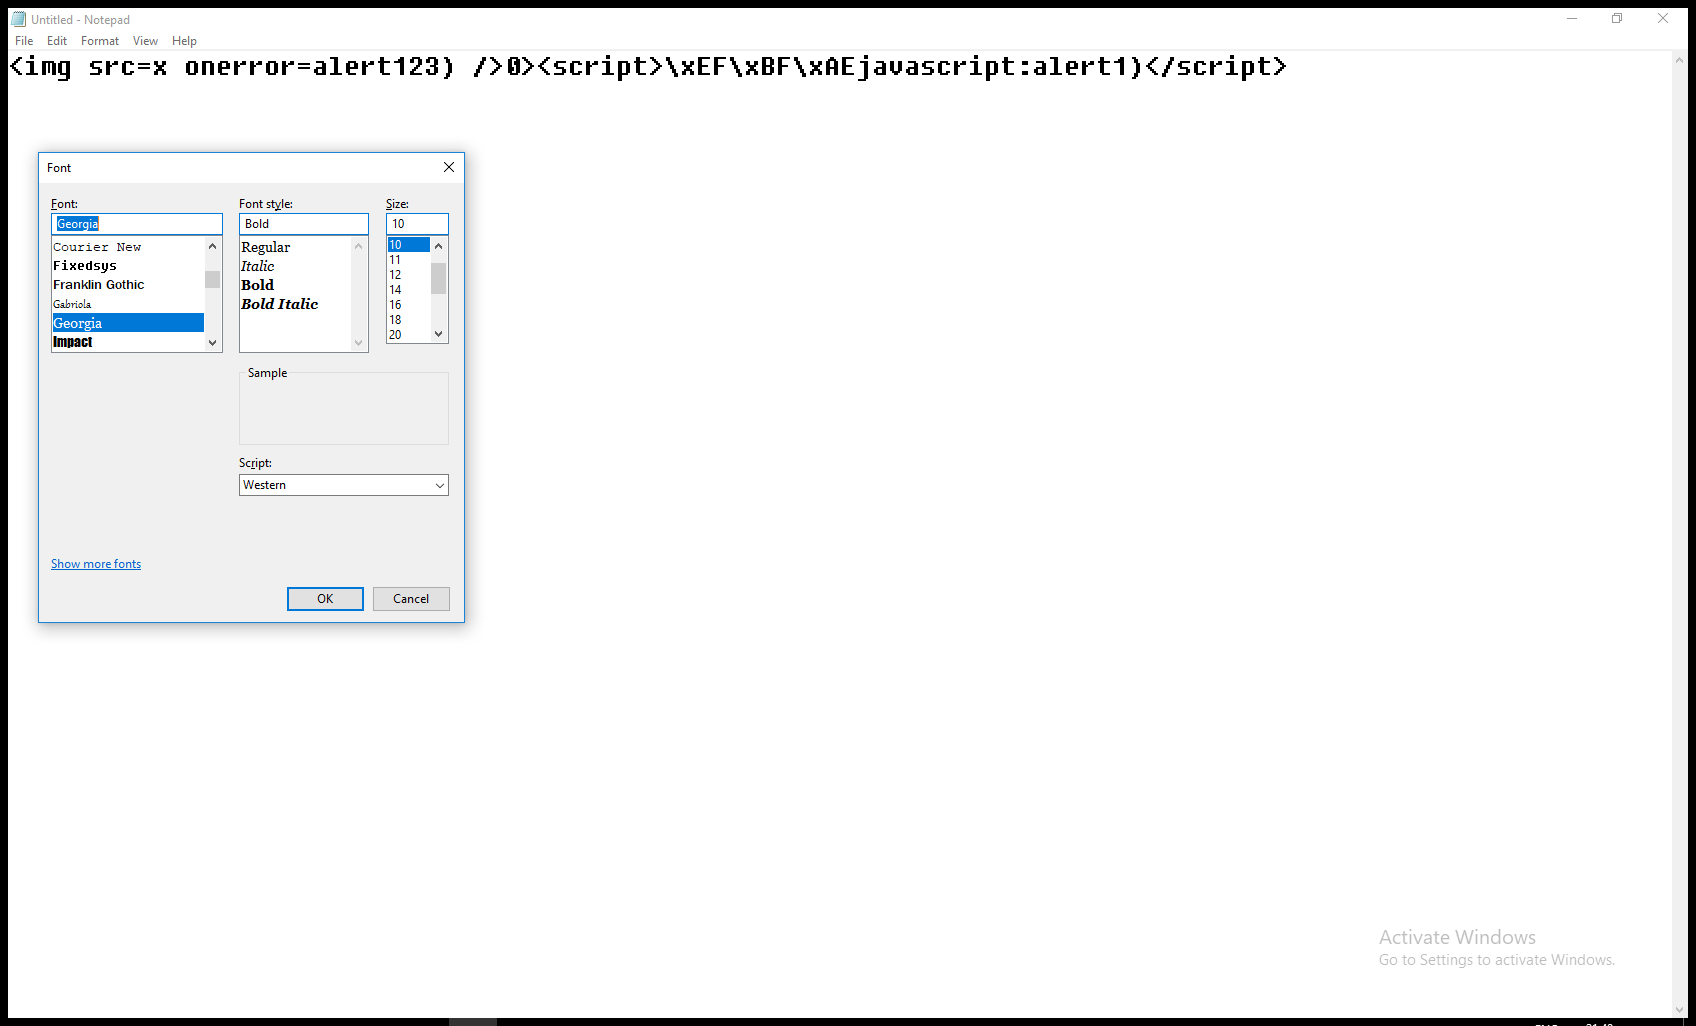 Untitled - Notepad
File Edit Format View Help
<img src=x onerror=alert123) />0><script>\xEF\xBF\xAEjavascript:alert1)</script>
Font
Font: Font style: Size:
Georgia Bold 10
Courier New
Fixedsys
Franklin Gothic
Gabriola
Georgia
Impact
Regular
Italic
Bold
Bold Italic
10
11
12
14
16
18
20
Sample
Script:
Western
Show more fonts
OK Cancel
Activate Windows
Go to Settings to activate Windows.